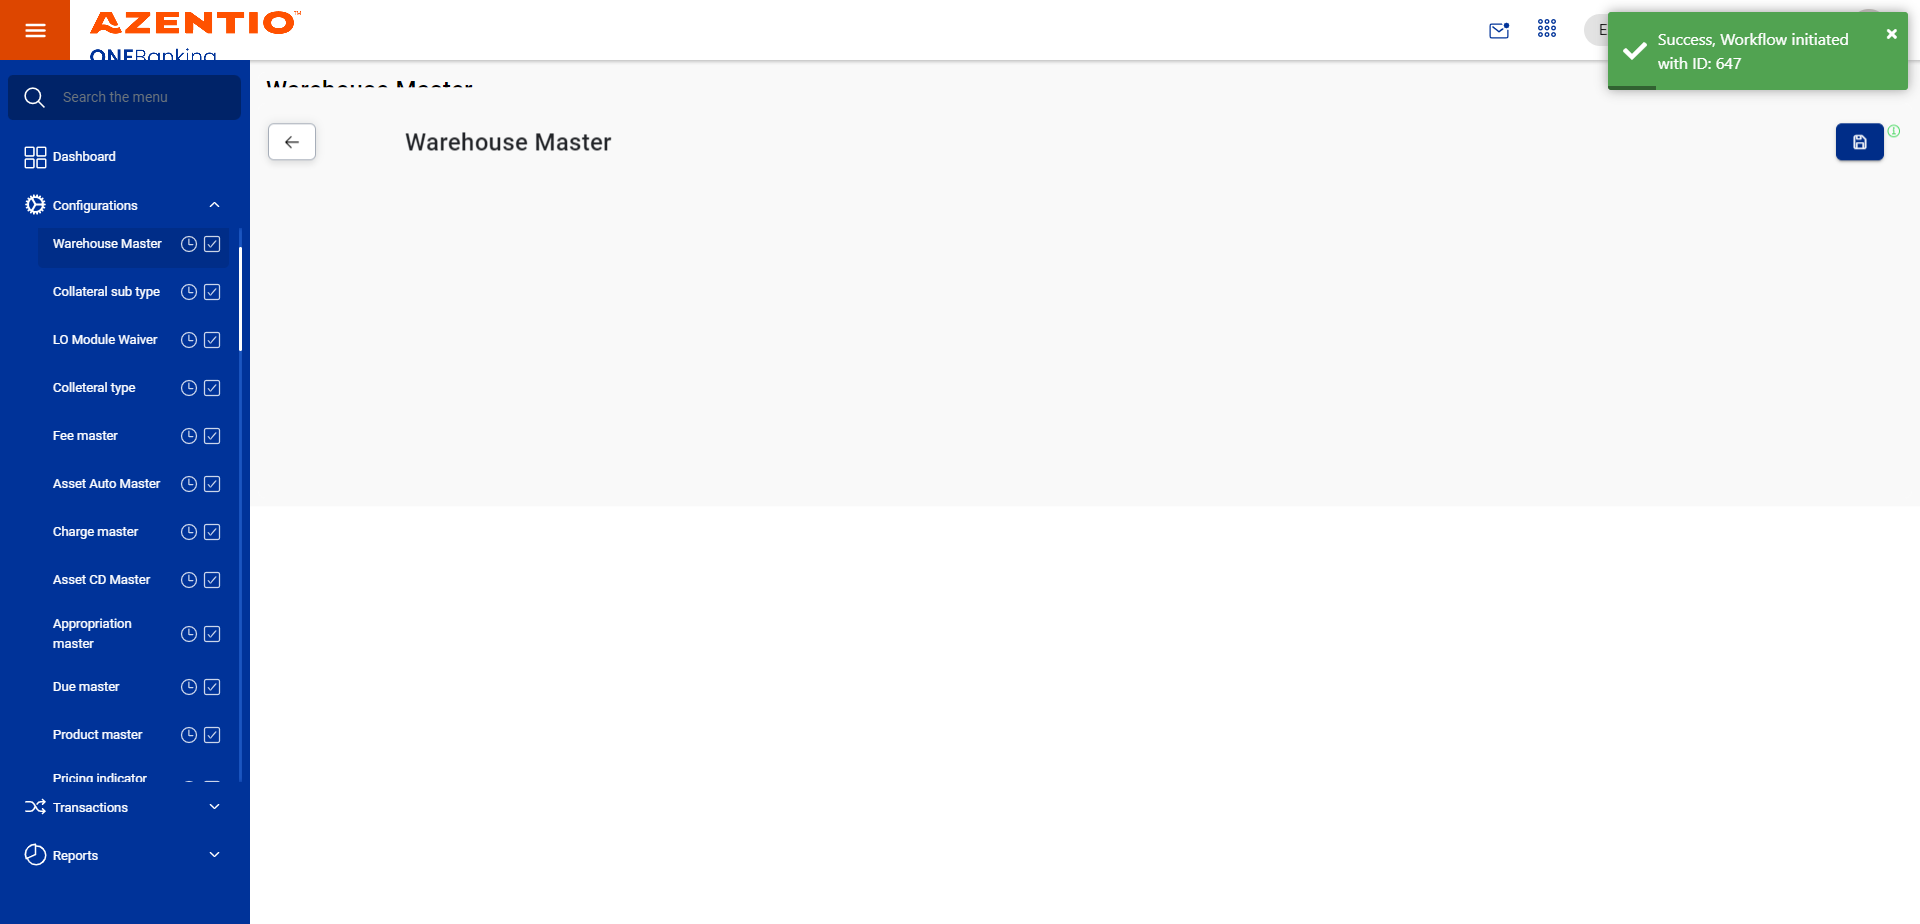 AZENTIO™
ONEBanking
Success, Workflow initiated
with ID: 647
Search the menu
Warehouse Master
Warehouse Master
Dashboard
Configurations
Warehouse Master
Collateral sub type
LO Module Waiver
Colleteral type
Fee master
Asset Auto Master
Charge master
Asset CD Master
Appropriation
master
Due master
Product master
Pricing indicator
Transactions
Reports